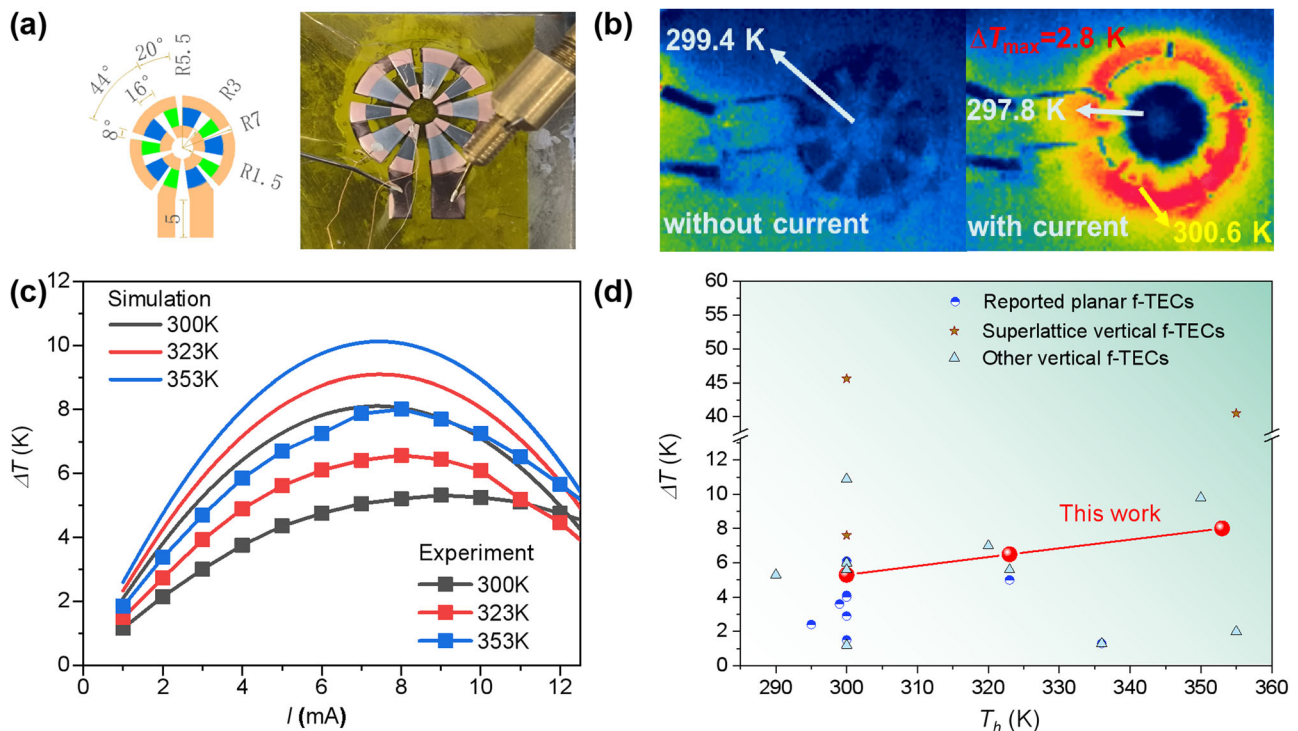 (a)
20°
44°
16°
8°
R5.5
R3
R7
R1.5
5
(b)
299.4 K
without current
ΔTmax=2.8 K
297.8 K
with current
300.6 K
(c)
12
10
8
6
4
2
0
ΔT (K)
Simulation
300K
323K
353K
Experiment
300K
323K
353K
0 2 4 6 8 10 12
I (mA)
(d)
60
55
50
45
40
12
10
8
6
4
2
0
ΔT (K)
Reported planar f-TECs
Superlattice vertical f-TECs
Other vertical f-TECs
This work
290 300 310 320 330 340 350 360
Th (K)